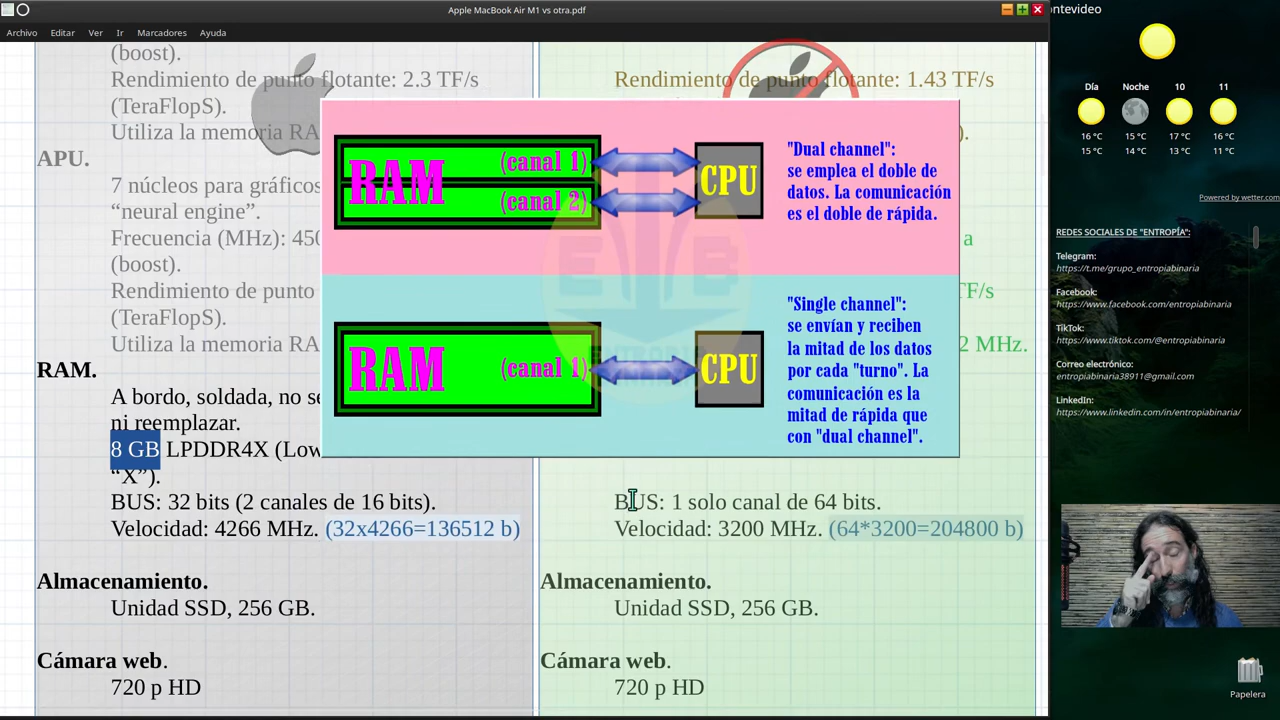 Apple MacBook Air M1 vs otra.pdf
Archivo Editar Ver Ir Marcadores Ayuda
(boost).
Rendimiento de punto flotante: 2.3 TF/s
(TeraFlopS).
Utiliza la memoria RA
APU.
7 núcleos para gráficos
“neural engine”.
Frecuencia (MHz): 450
(boost).
Rendimiento de punto
(TeraFlopS).
Utiliza la memoria RA
RAM.
A bordo, soldada, no se
ni reemplazar.
8 GB LPDDR4X (Low
“X”).
BUS: 32 bits (2 canales de 16 bits).
Velocidad: 4266 MHz. (32x4266=136512 b)
Almacenamiento.
Unidad SSD, 256 GB.
Cámara web.
720 p HD
Rendimiento de punto flotante: 1.43 TF/s
).
a
TF/s
2 MHz.
BUS: 1 solo canal de 64 bits.
Velocidad: 3200 MHz. (64*3200=204800 b)
Almacenamiento.
Unidad SSD, 256 GB.
Cámara web.
720 p HD
RAM (canal 1)
(canal 2)
CPU
"Dual channel":
se emplea el doble de
datos. La comunicación
es el doble de rápida.
E B
RAM (canal 1)
CPU
"Single channel":
se envían y reciben
la mitad de los datos
por cada "turno". La
comunicación es la
mitad de rápida que
con "dual channel".
ntevideo
Día Noche 10 11
16 °C 15 °C 17 °C 16 °C
15 °C 14 °C 13 °C 11 °C
Powered by wetter.com
REDES SOCIALES DE "ENTROPÍA":
Telegram:
https://t.me/grupo_entropiabinaria
Facebook:
https://www.facebook.com/entropiabinaria
TikTok:
https://www.tiktok.com/@entropiabinaria
Correo electrónico:
entropiabinaria38911@gmail.com
LinkedIn:
https://www.linkedin.com/in/entropiabinaria/
Papelera